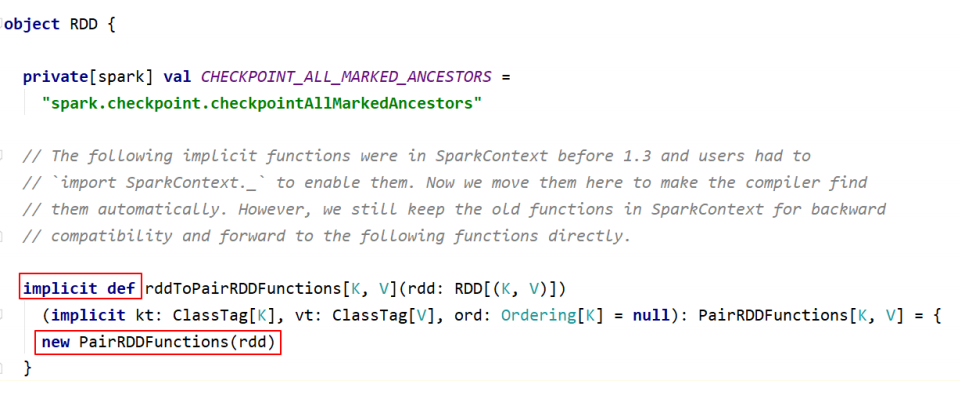 object RDD {
private[spark] val CHECKPOINT_ALL_MARKED_ANCESTORS =
"spark.checkpoint.checkpointAllMarkedAncestors"
// The following implicit functions were in SparkContext before 1.3 and users had to
// `import SparkContext._` to enable them. Now we move them here to make the compiler find
// them automatically. However, we still keep the old functions in SparkContext for backward
// compatibility and forward to the following functions directly.
implicit def rddToPairRDDFunctions[K, V](rdd: RDD[(K, V)])
(implicit kt: ClassTag[K], vt: ClassTag[V], ord: Ordering[K] = null): PairRDDFunctions[K, V] = {
new PairRDDFunctions(rdd)
}